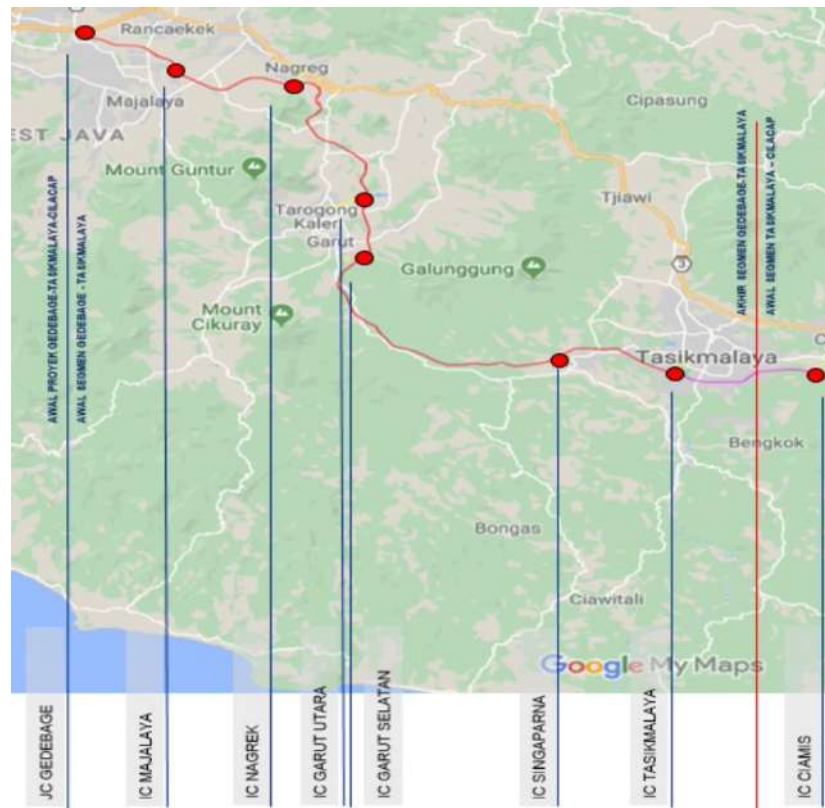 Rancaekek
Nagreg
Majalaya
Cipasung
EST JAVA
Mount Guntur
Tjiawi
Tarogong
Kaler
Garut
Galunggung
3
Mount
Cikuray
Tasikmalaya
C
Bengkok
Bongas
Ciawitali
Google My Maps
AWAL PROYEK GEDEBAGE-TASIKMALAYA-CILACAP
AWAL SEGMEN GEDEBAGE - TASIKMALAYA
AKHIR SEGMEN GEDEBAGE-TASIKMALAYA
AWAL SEGMEN TASIKMALAYA - CILACAP
JC GEDEBAGE
IC MAJALAYA
IC NAGREK
IC GARUT UTARA
IC GARUT SELATAN
IC SINGAPARNA
IC TASIKMALAYA
IC CIAMIS